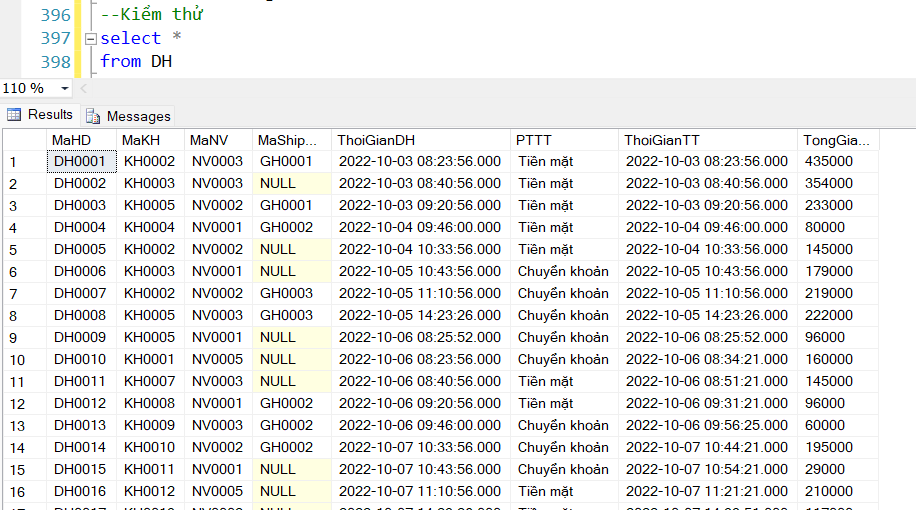 396 --Kiểm thử
397 select *
398 from DH
110 %
Results Messages
MaHD MaKH MaNV MaShip... ThoiGianDH PTTT ThoiGianTT TongGia...
1 DH0001 KH0002 NV0003 GH0001 2022-10-03 08:23:56.000 Tiền mặt 2022-10-03 08:23:56.000 435000
2 DH0002 KH0003 NV0003 NULL 2022-10-03 08:40:56.000 Tiền mặt 2022-10-03 08:40:56.000 354000
3 DH0003 KH0005 NV0002 GH0001 2022-10-03 09:20:56.000 Tiền mặt 2022-10-03 09:20:56.000 233000
4 DH0004 KH0004 NV0001 GH0002 2022-10-04 09:46:00.000 Tiền mặt 2022-10-04 09:46:00.000 80000
5 DH0005 KH0002 NV0002 NULL 2022-10-04 10:33:56.000 Tiền mặt 2022-10-04 10:33:56.000 145000
6 DH0006 KH0003 NV0001 NULL 2022-10-05 10:43:56.000 Chuyển khoản 2022-10-05 10:43:56.000 179000
7 DH0007 KH0002 NV0002 GH0003 2022-10-05 11:10:56.000 Chuyển khoản 2022-10-05 11:10:56.000 219000
8 DH0008 KH0005 NV0003 GH0003 2022-10-05 14:23:26.000 Chuyển khoản 2022-10-05 14:23:26.000 222000
9 DH0009 KH0005 NV0001 NULL 2022-10-06 08:25:52.000 Chuyển khoản 2022-10-06 08:25:52.000 96000
10 DH0010 KH0001 NV0005 NULL 2022-10-06 08:23:56.000 Chuyển khoản 2022-10-06 08:34:21.000 160000
11 DH0011 KH0007 NV0003 NULL 2022-10-06 08:40:56.000 Tiền mặt 2022-10-06 08:51:21.000 145000
12 DH0012 KH0008 NV0001 GH0002 2022-10-06 09:20:56.000 Tiền mặt 2022-10-06 09:31:21.000 96000
13 DH0013 KH0009 NV0003 GH0002 2022-10-06 09:46:00.000 Chuyển khoản 2022-10-06 09:56:25.000 60000
14 DH0014 KH0010 NV0002 GH0002 2022-10-07 10:33:56.000 Chuyển khoản 2022-10-07 10:44:21.000 195000
15 DH0015 KH0011 NV0001 NULL 2022-10-07 10:43:56.000 Chuyển khoản 2022-10-07 10:54:21.000 29000
16 DH0016 KH0012 NV0005 NULL 2022-10-07 11:10:56.000 Tiền mặt 2022-10-07 11:21:21.000 210000